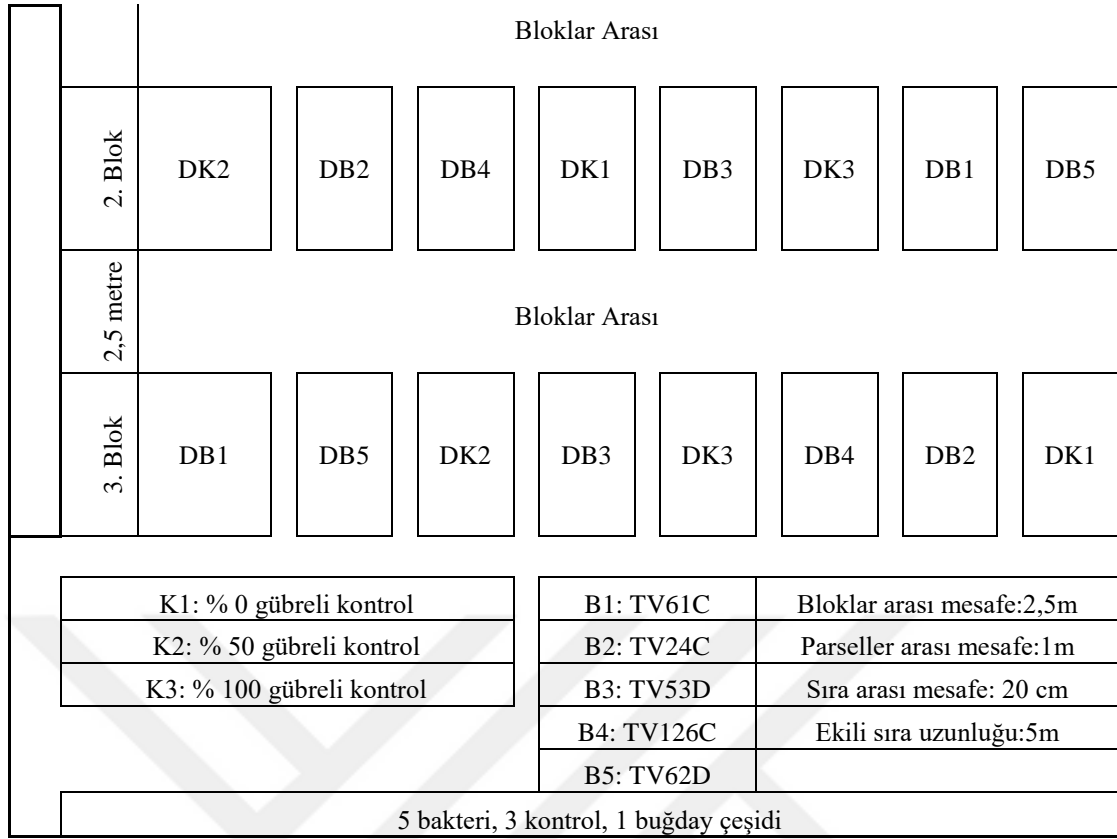 Bloklar Arası
2. Blok
DK2 DB2 DB4 DK1 DB3 DK3 DB1 DB5
2,5 metre
Bloklar Arası
3. Blok
DB1 DB5 DK2 DB3 DK3 DB4 DB2 DK1
K1: % 0 gübreli kontrol B1: TV61C Bloklar arası mesafe:2,5m
K2: % 50 gübreli kontrol B2: TV24C Parseller arası mesafe:1m
K3: % 100 gübreli kontrol B3: TV53D Sıra arası mesafe: 20 cm
B4: TV126C Ekili sıra uzunluğu:5m
B5: TV62D
5 bakteri, 3 kontrol, 1 buğday çeşidi